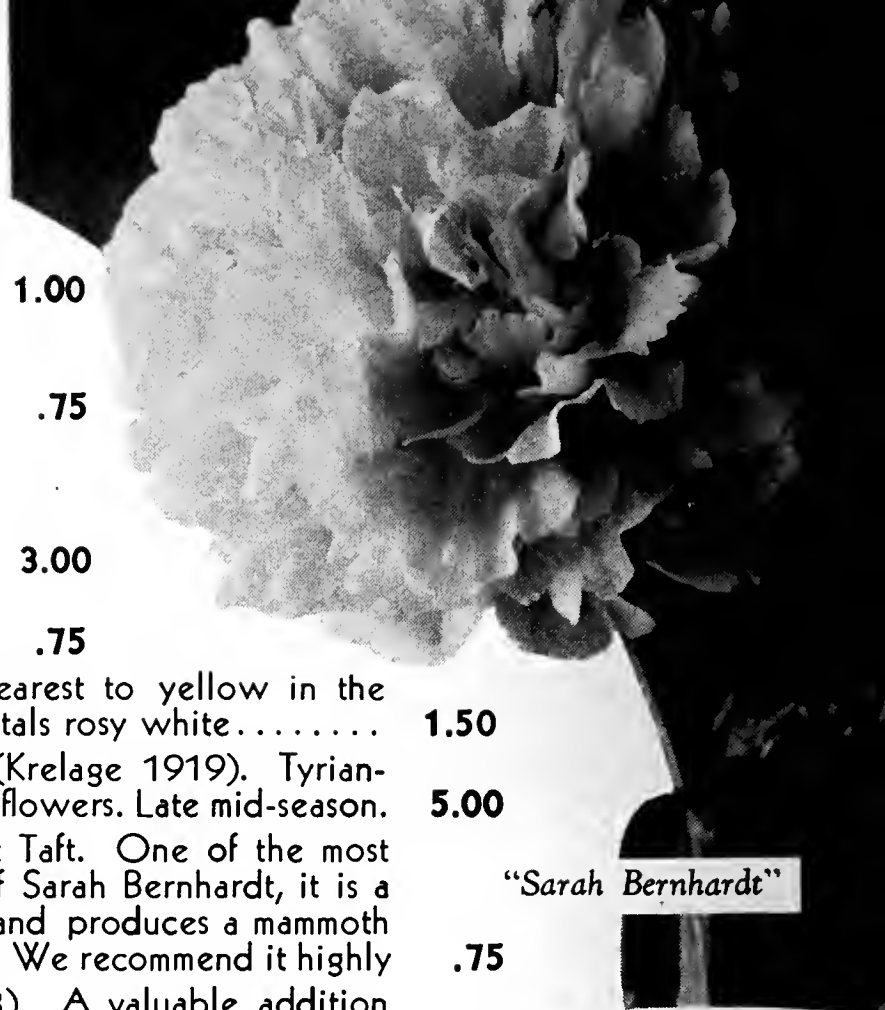 1.00
.75
3.00
.75
earest to yellow in the
tals rosy white........ 1.50
(Krelage 1919). Tyrian-
flowers. Late mid-season. 5.00
Taft. One of the most
Sarah Bernhardt, it is a
and produces a mammoth
We recommend it highly .75
A valuable addition
"Sarah Bernhardt"